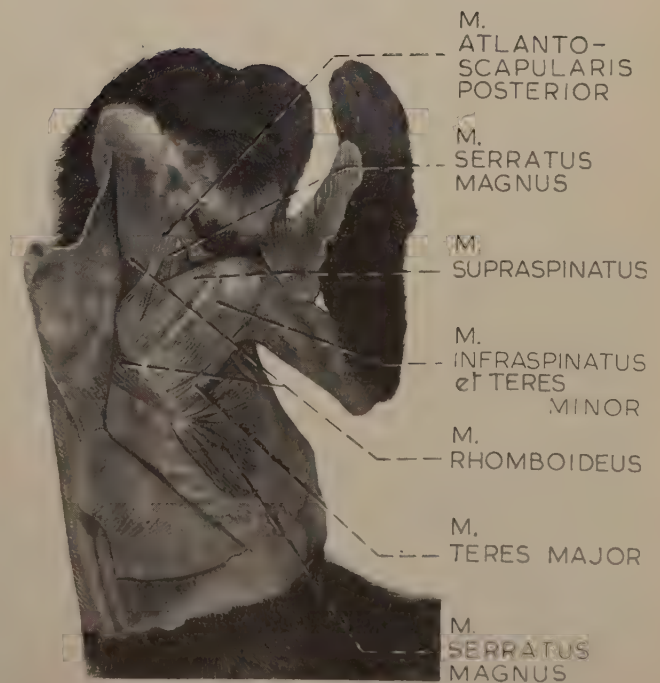 M.
ATLANTO-
SCAPULARIS
POSTERIOR
M.
SERRATUS
MAGNUS
M.
SUPRASPINATUS
M.
INFRASPINATUS
et TERES
MINOR
M.
RHOMBOIDEUS
M.
TERES MAJOR
M.
SERRATUS
MAGNUS